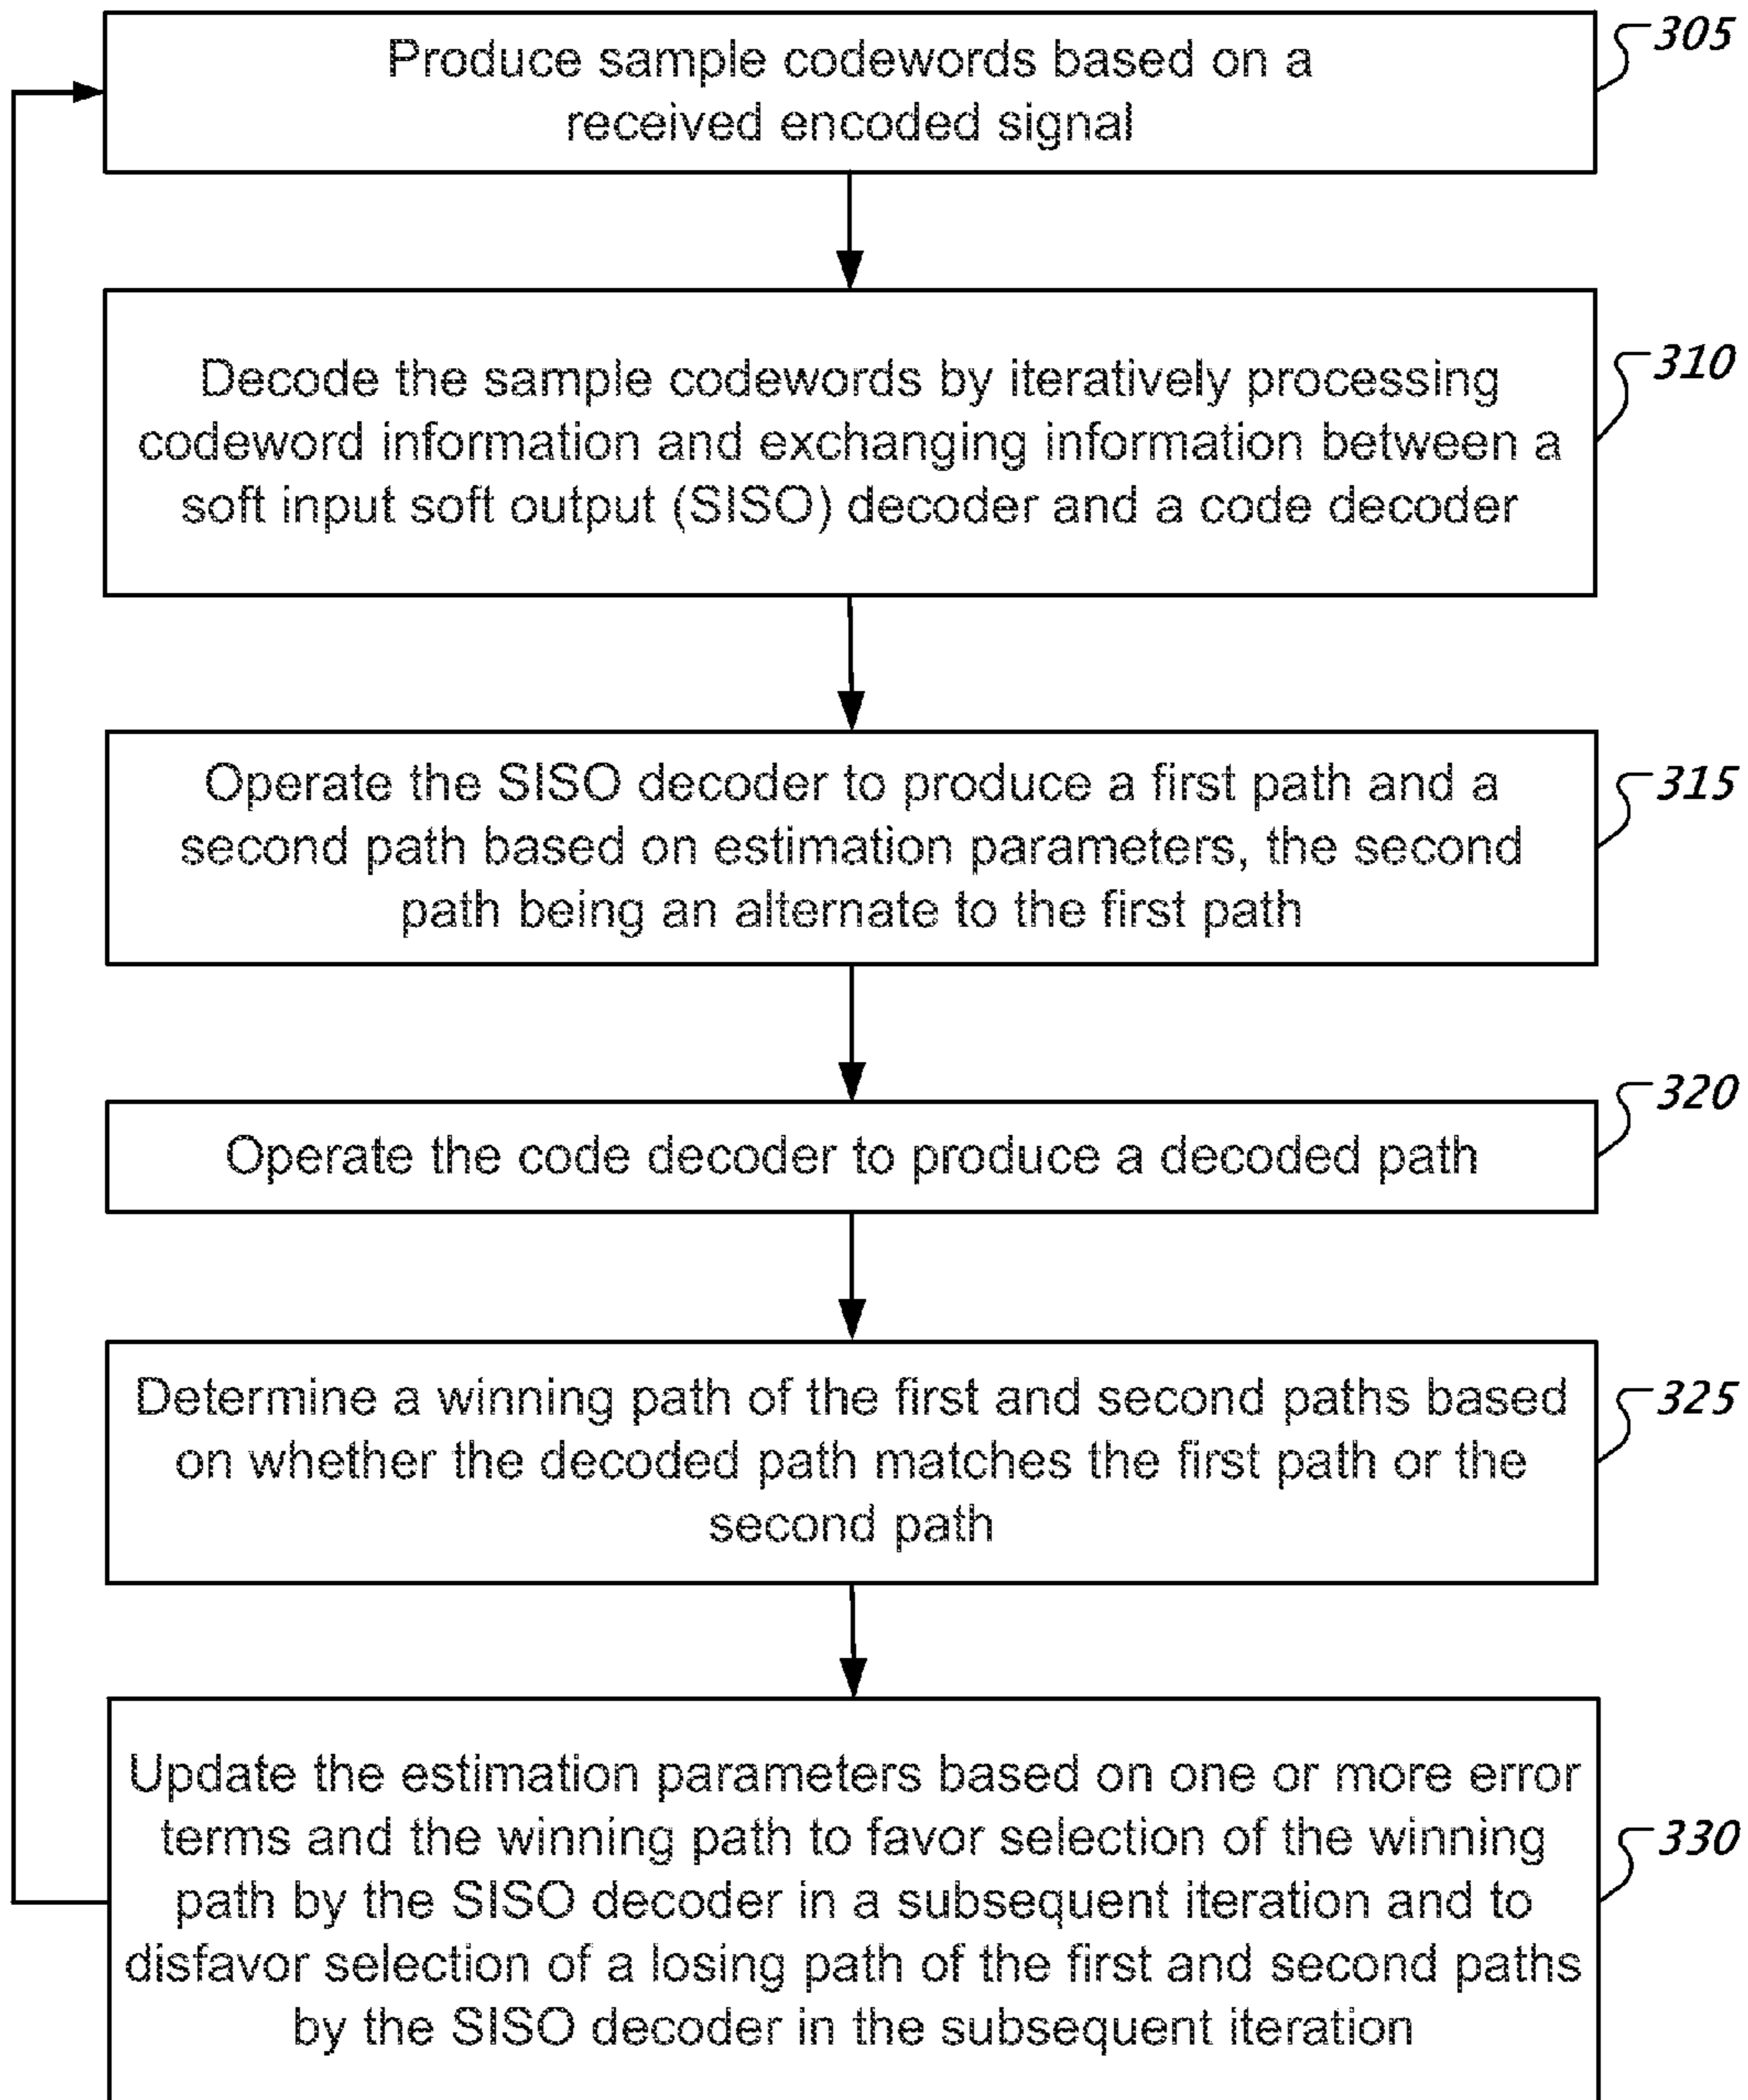 Produce sample codewords based on a
received encoded signal
305
Decode the sample codewords by iteratively processing
codeword information and exchanging information between a
soft input soft output (SISO) decoder and a code decoder
310
Operate the SISO decoder to produce a first path and a
second path based on estimation parameters, the second
path being an alternate to the first path
315
Operate the code decoder to produce a decoded path
320
Determine a winning path of the first and second paths based
on whether the decoded path matches the first path or the
second path
325
Update the estimation parameters based on one or more error
terms and the winning path to favor selection of the winning
path by the SISO decoder in a subsequent iteration and to
disfavor selection of a losing path of the first and second paths
by the SISO decoder in the subsequent iteration
330